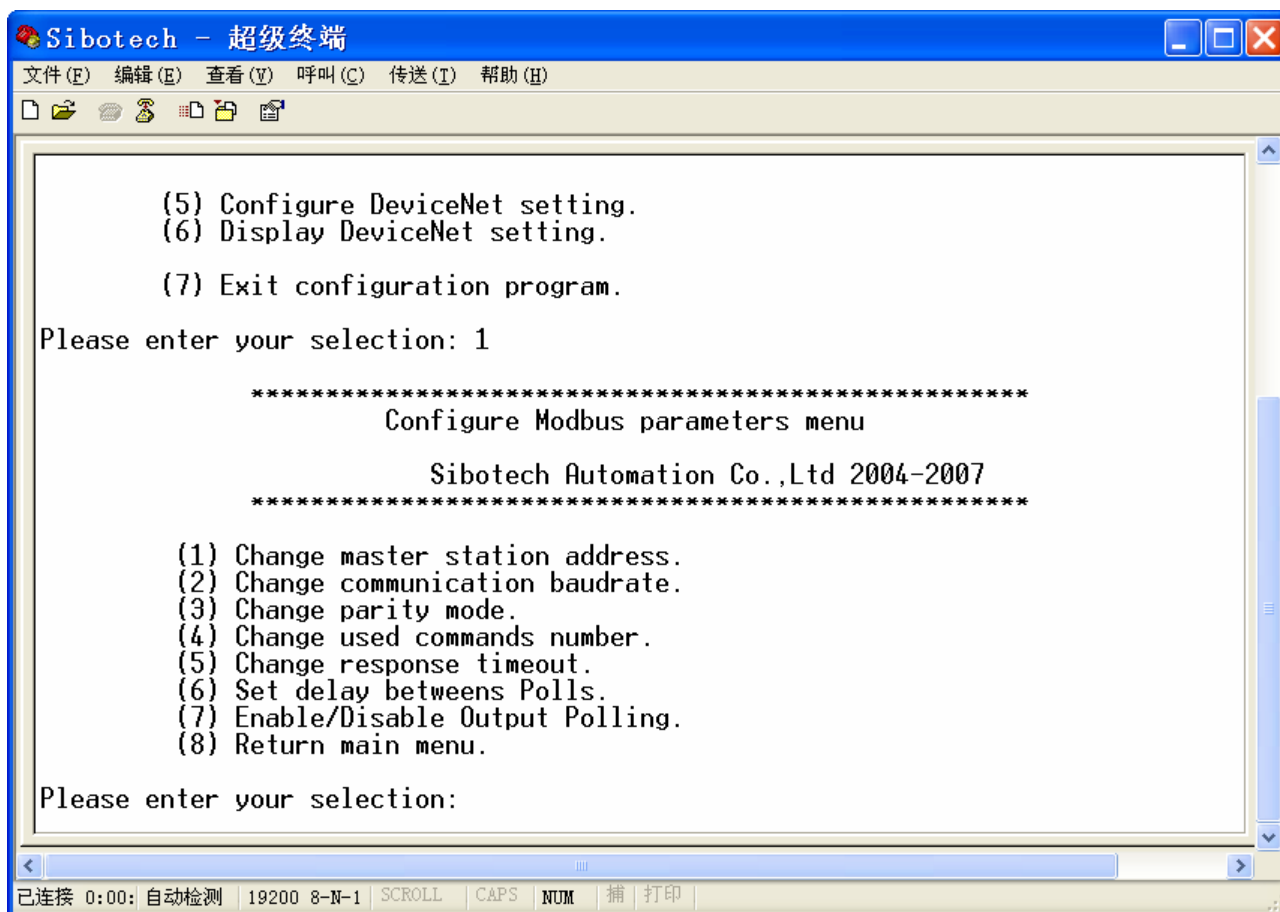 Sibotech - 超级终端
文件(F) 编辑(E) 查看(V) 呼叫(C) 传送(T) 帮助(H)
(5) Configure DeviceNet setting.
(6) Display DeviceNet setting.
(7) Exit configuration program.
Please enter your selection: 1
****************************************************
Configure Modbus parameters menu
Sibotech Automation Co.,Ltd 2004-2007
****************************************************
(1) Change master station address.
(2) Change communication baudrate.
(3) Change parity mode.
(4) Change used commands number.
(5) Change response timeout.
(6) Set delay betweens Polls.
(7) Enable/Disable Output Polling.
(8) Return main menu.
Please enter your selection:
已连接 0:00: 自动检测 19200 8-N-1 SCROLL CAPS NUM 捕 打印